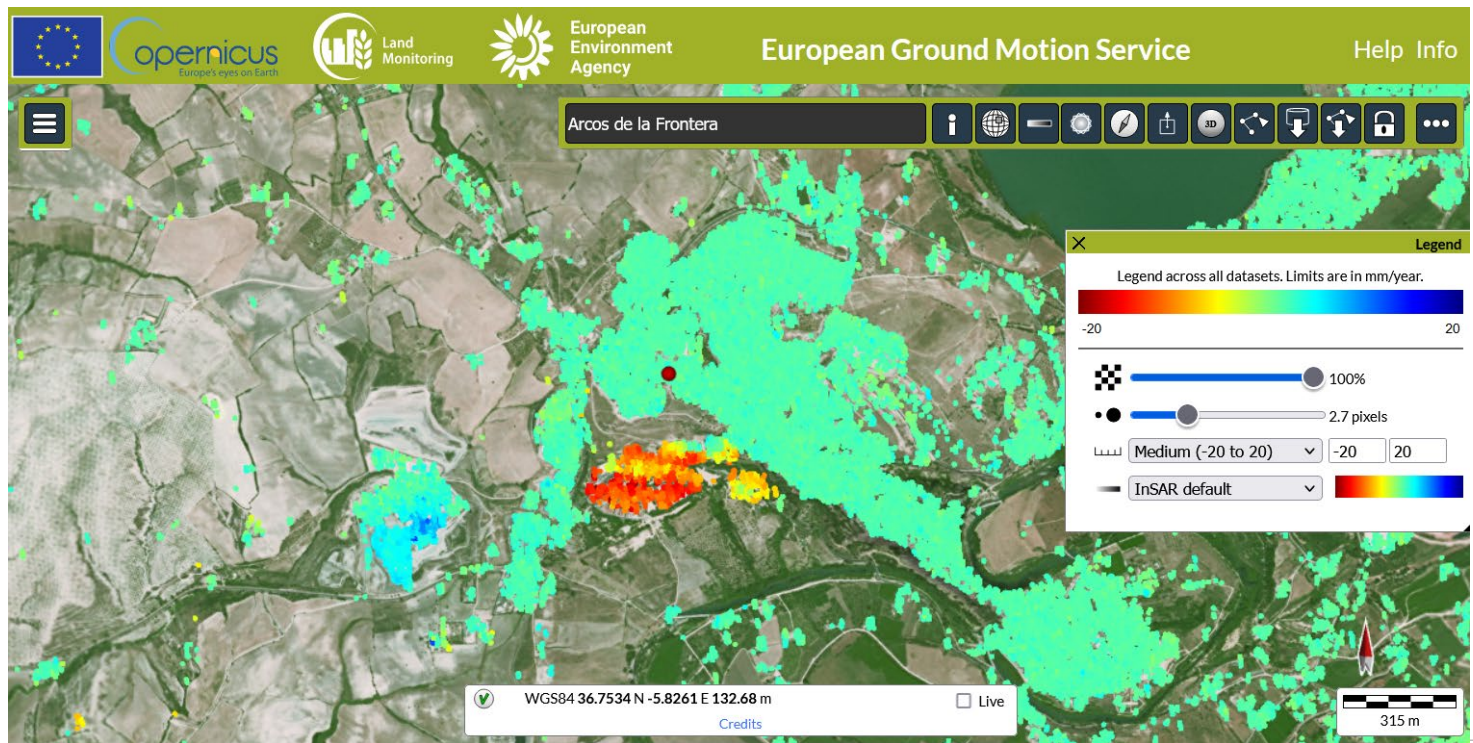 Copernicus
Europe's eyes on Earth
Land
Monitoring
European
Environment
Agency
European Ground Motion Service
Help Info
Arcos de la Frontera
i
3D
Legend
Legend across all datasets. Limits are in mm/year.
-20 20
100%
2.7 pixels
Medium (-20 to 20) -20 20
InSAR default
WGS84 36.7534 N -5.8261 E 132.68 m
Live
Credits
315 m